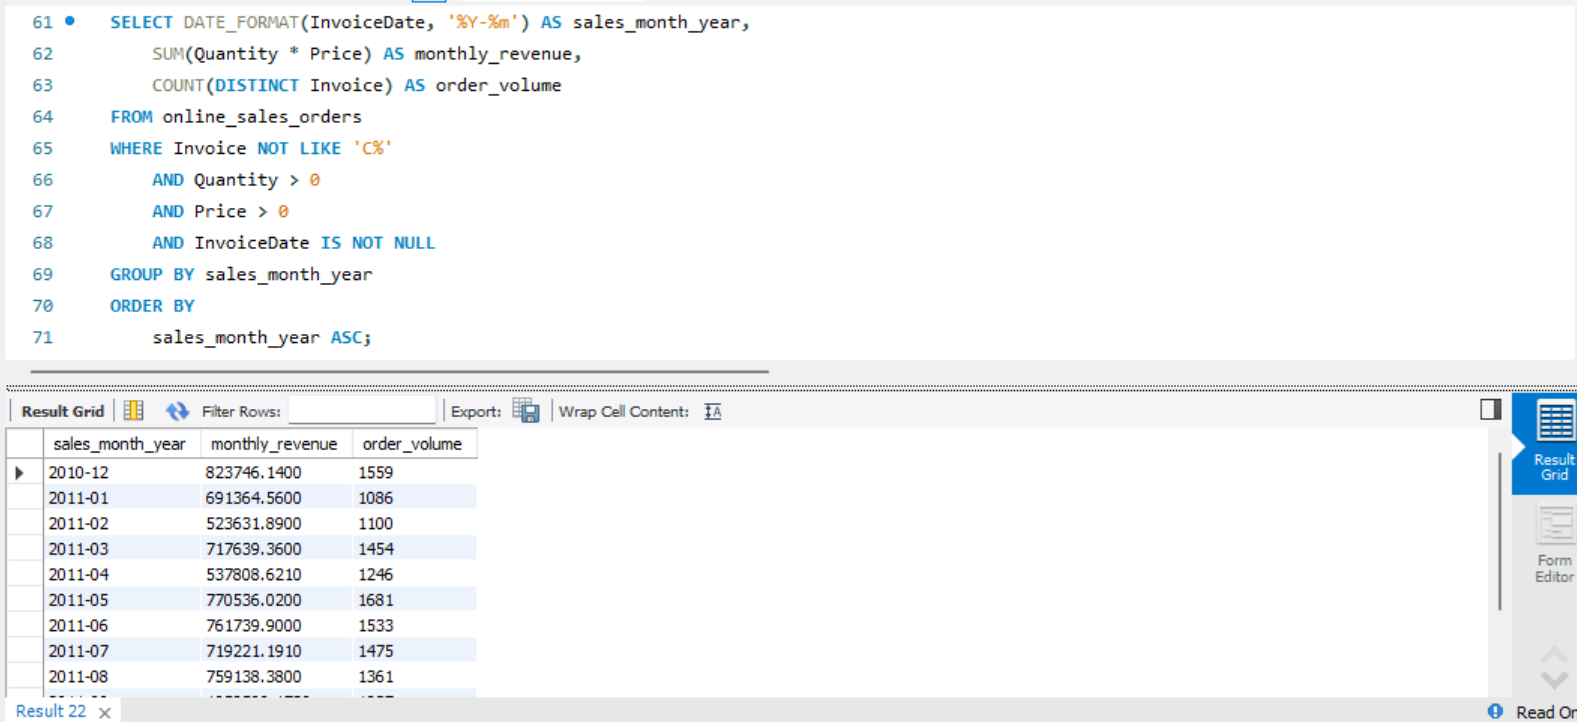 61 SELECT DATE_FORMAT(InvoiceDate, '%Y-%m') AS sales_month_year,
62 SUM(Quantity * Price) AS monthly_revenue,
63 COUNT(DISTINCT Invoice) AS order_volume
64 FROM online_sales_orders
65 WHERE Invoice NOT LIKE 'C%'
66 AND Quantity > 0
67 AND Price > 0
68 AND InvoiceDate IS NOT NULL
69 GROUP BY sales_month_year
70 ORDER BY
71 sales_month_year ASC;
Result Grid Filter Rows: Export: Wrap Cell Content: IA
sales_month_year monthly_revenue order_volume
2010-12 823746.1400 1559
2011-01 691364.5600 1086
2011-02 523631.8900 1100
2011-03 717639.3600 1454
2011-04 537808.6210 1246
2011-05 770536.0200 1681
2011-06 761739.9000 1533
2011-07 719221.1910 1475
2011-08 759138.3800 1361
Result
Grid
Form
Editor
Result 22
Read On